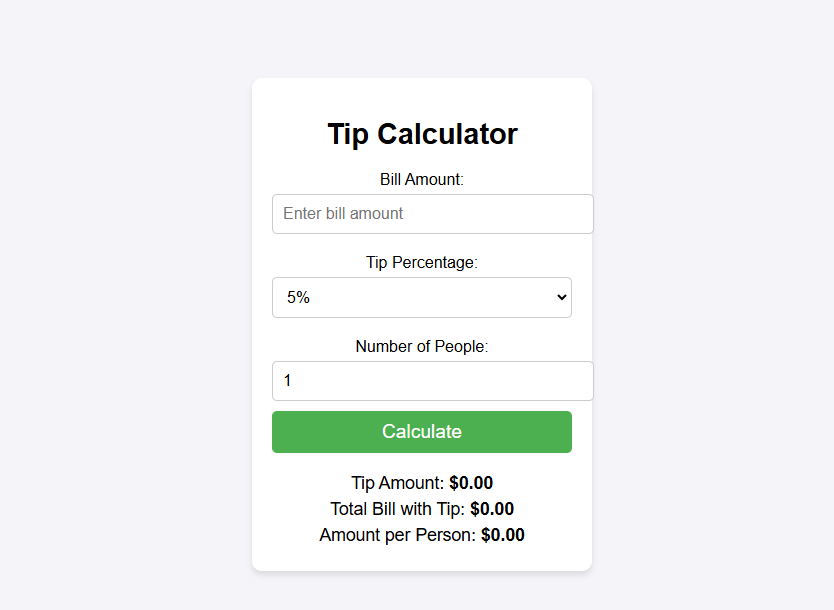 Tip Calculator
Bill Amount:
Enter bill amount
Tip Percentage:
5%
Number of People:
1
Calculate
Tip Amount: $0.00
Total Bill with Tip: $0.00
Amount per Person: $0.00